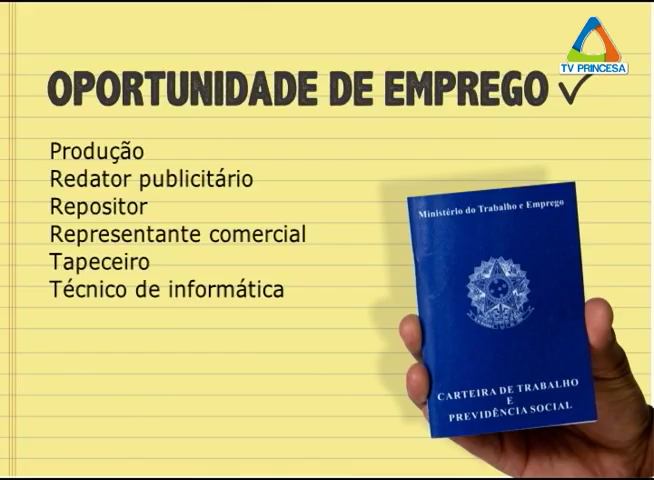 TV PRINCESA
OPORTUNIDADE DE EMPREGO
Produção
Redator publicitário
Repositor
Representante comercial
Tapeceiro
Técnico de informática
Ministério do Trabalho e Emprego
CARTEIRA DE TRABALHO
E
PREVIDÊNCIA SOCIAL